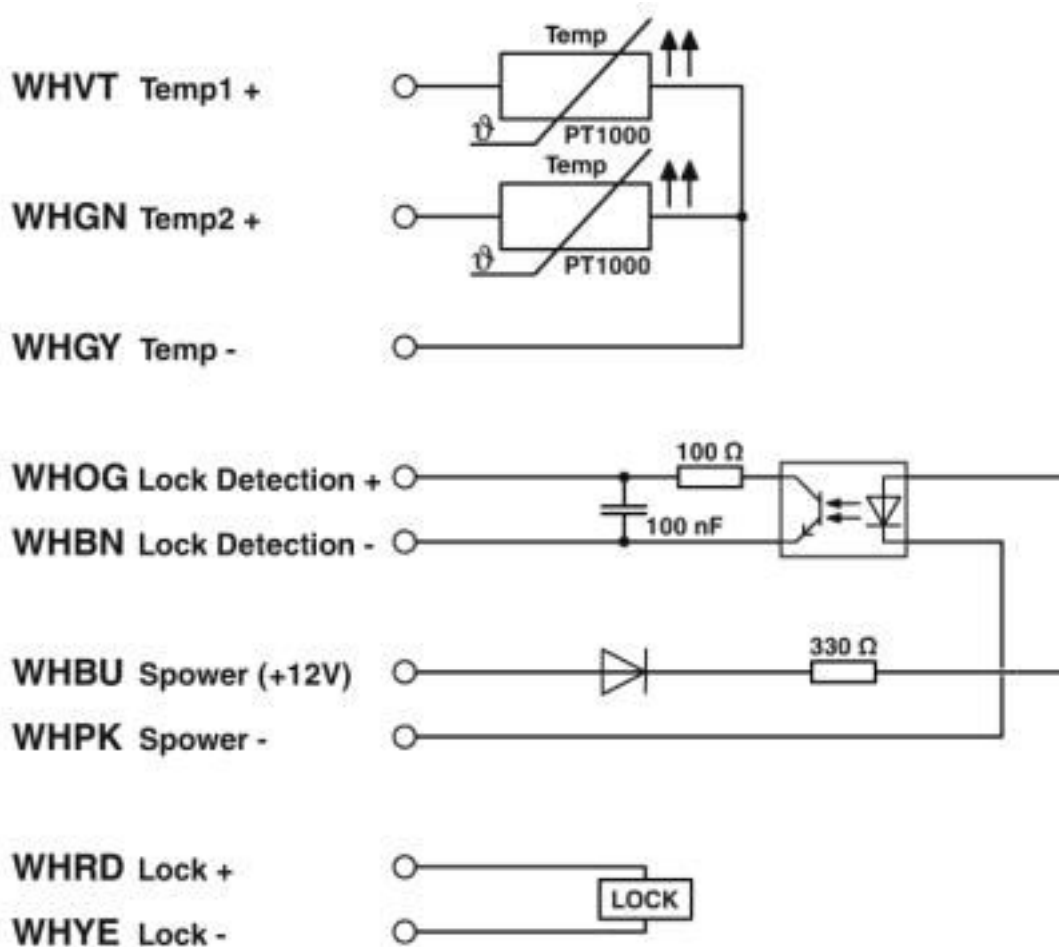 Temp
WHVT Temp1 +
ϑ PT1000
Temp
WHGN Temp2 +
ϑ PT1000
WHGY Temp -
100 Ω
WHOG Lock Detection +
100 nF
WHBN Lock Detection -
330 Ω
WHBU Spower (+12V)
WHPK Spower -
WHRD Lock +
LOCK
WHYE Lock -